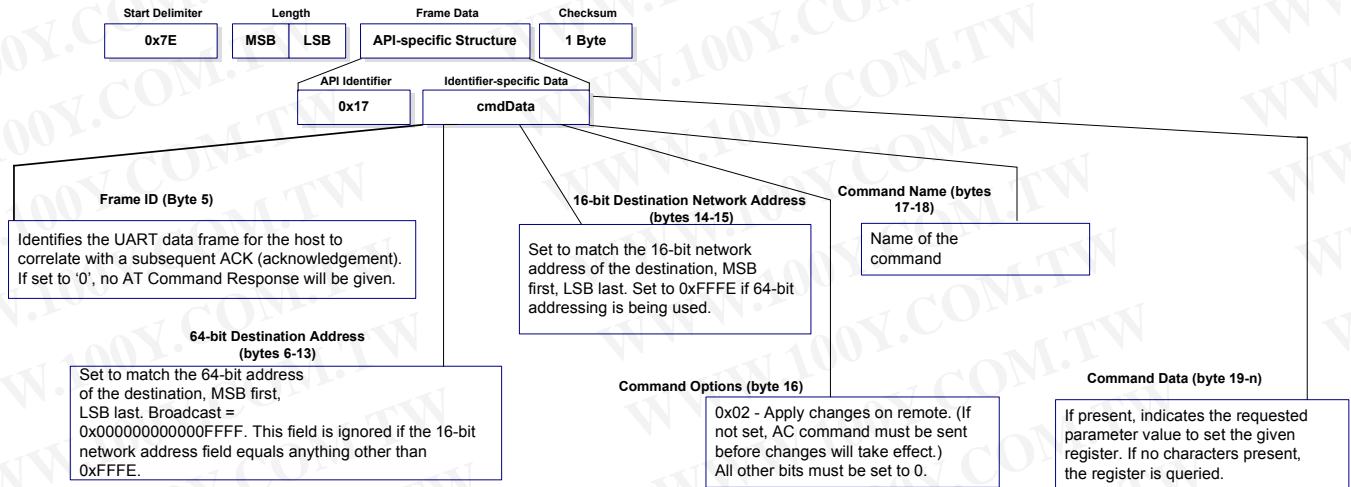 Start Delimiter
Length
Frame Data
Checksum
0x7E
MSB
LSB
API-specific Structure
1 Byte
API Identifier
Identifier-specific Data
0x17
cmdData
Frame ID (Byte 5)
Identifies the UART data frame for the host to
correlate with a subsequent ACK (acknowledgement).
If set to ‘0’, no AT Command Response will be given.
16-bit Destination Network Address
(bytes 14-15)
Set to match the 16-bit network
address of the destination, MSB
first, LSB last. Set to 0xFFFE if 64-bit
addressing is being used.
Command Name (bytes
17-18)
Name of the
command
64-bit Destination Address
(bytes 6-13)
Set to match the 64-bit address
of the destination, MSB first,
LSB last. Broadcast =
0x000000000000FFFF. This field is ignored if the 16-bit
network address field equals anything other than
0xFFFE.
Command Options (byte 16)
0x02 - Apply changes on remote. (If
not set, AC command must be sent
before changes will take effect.)
All other bits must be set to 0.
Command Data (byte 19-n)
If present, indicates the requested
parameter value to set the given
register. If no characters present,
the register is queried.
WWW.100Y.COM.TW